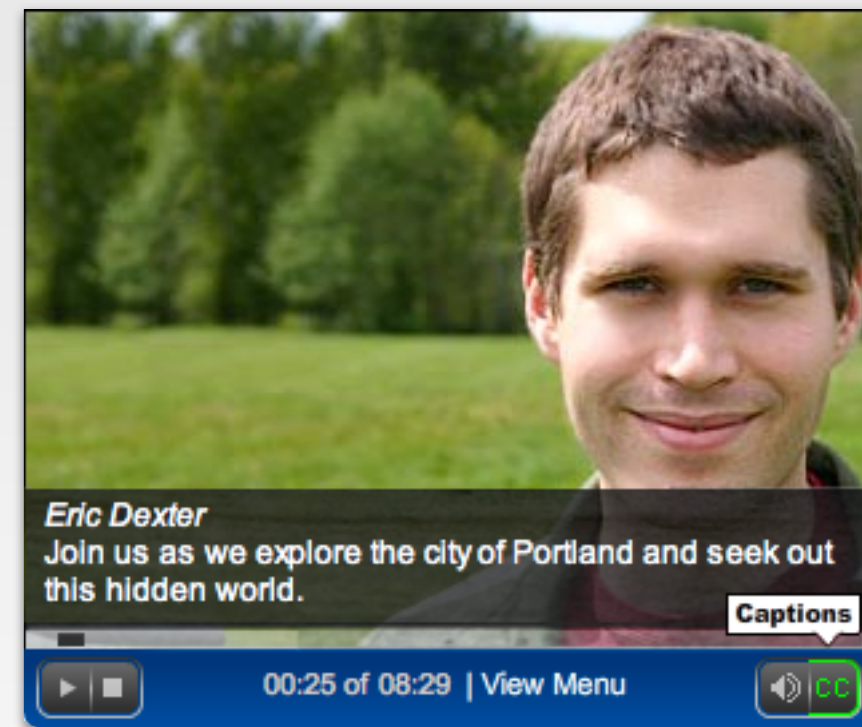 Eric Dexter
Join us as we explore the city of Portland and seek out
this hidden world.
Captions
00:25 of 08:29 | View Menu
CC